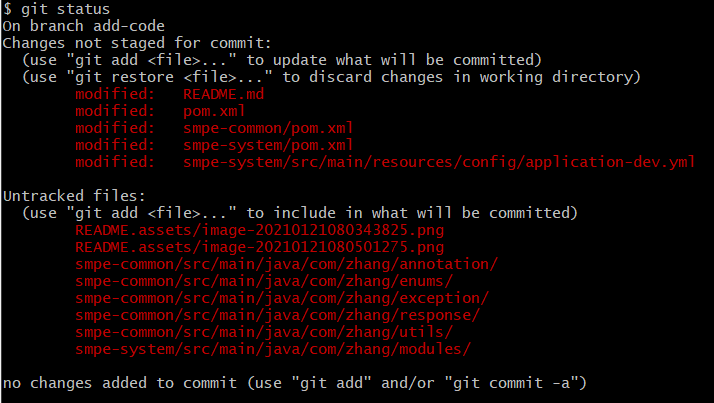 $ git status
On branch add-code
Changes not staged for commit:
  (use "git add <file>..." to update what will be committed)
  (use "git restore <file>..." to discard changes in working directory)
        modified:   README.md
        modified:   pom.xml
        modified:   smpe-common/pom.xml
        modified:   smpe-system/pom.xml
        modified:   smpe-system/src/main/resources/config/application-dev.yml

Untracked files:
  (use "git add <file>..." to include in what will be committed)
        README.assets/image-20210121080343825.png
        README.assets/image-20210121080501275.png
        smpe-common/src/main/java/com/zhang/annotation/
        smpe-common/src/main/java/com/zhang/enums/
        smpe-common/src/main/java/com/zhang/exception/
        smpe-common/src/main/java/com/zhang/response/
        smpe-common/src/main/java/com/zhang/utils/
        smpe-system/src/main/java/com/zhang/modules/

no changes added to commit (use "git add" and/or "git commit -a")